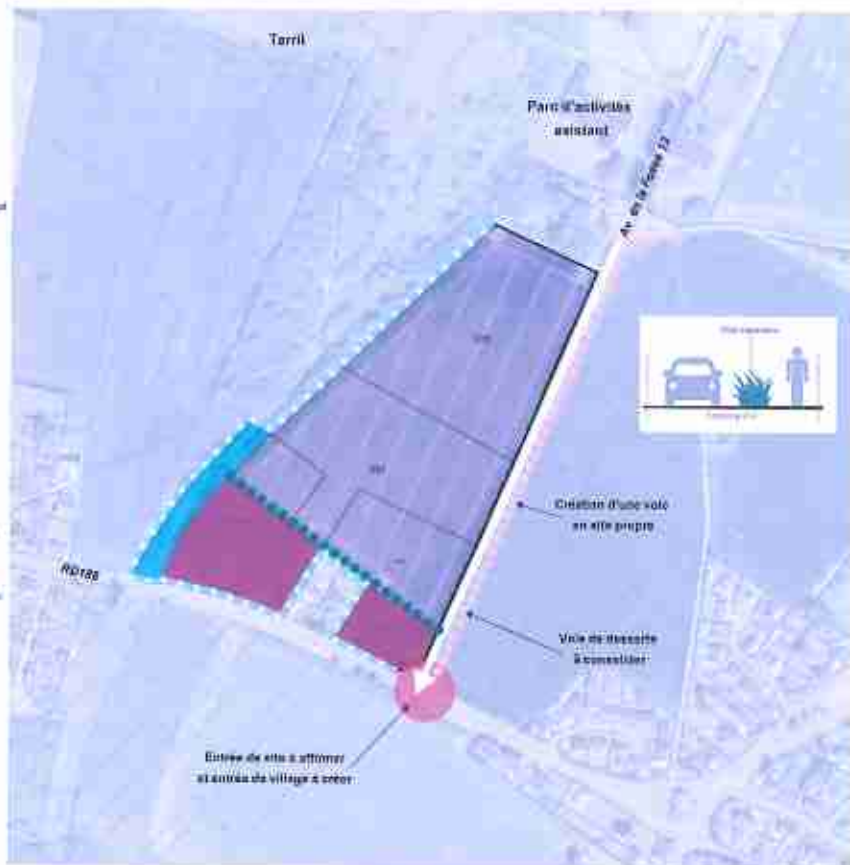 Terril
Parc d'activités
existant
Av. de la Fosse 13
Création d'une voie
en site propre
Voie de desserte
à consolider
RD188
Entrée de site à affirmer
et entrée de village à créer